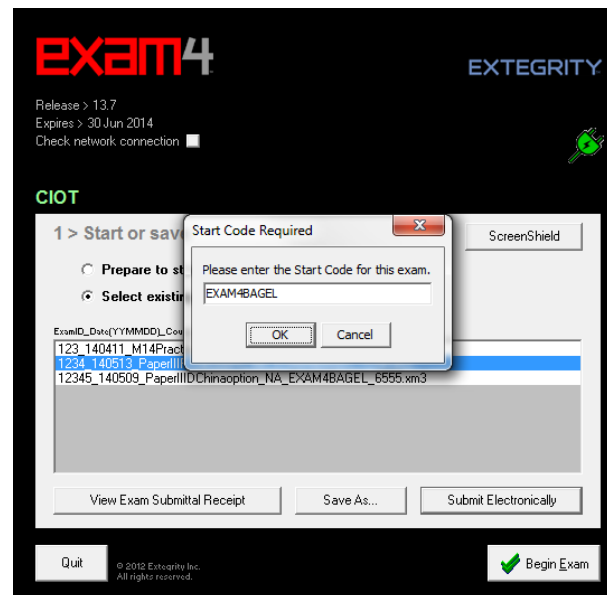 exam4
EXTEGRITY
Release > 13.7
Expires > 30 Jun 2014
Check network connection
CIOT
1 > Start or sav
Start Code Required
ScreenShield
Prepare to st
Please enter the Start Code for this exam.
Select existin
EXAM4BAGEL
OK
Cancel
ExamID_Date(YYMMDD)_Cou
123_140411_M14Pract
1234_140513_PaperIII
12345_140509_PaperIIIDChinaoption_NA_EXAM4BAGEL_6555.xm3
View Exam Submittal Receipt
Save As...
Submit Electronically
Quit
© 2012 Extegrity Inc.
All rights reserved.
Begin Exam